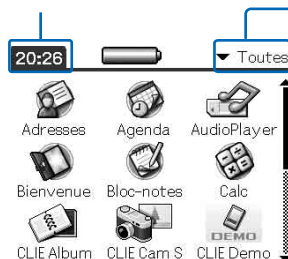 20:26 Toutes
Adresses Agenda AudioPlayer
Bienvenue Bloc-notes Calc
DEMO
CLIE Album CLIE Cam S CLIE Demo